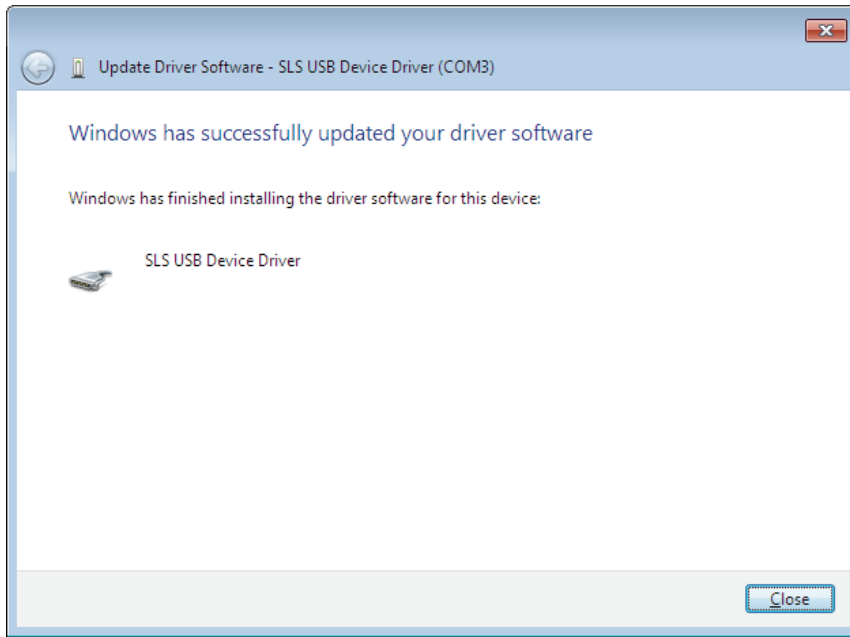 Update Driver Software - SLS USB Device Driver (COM3)
Windows has successfully updated your driver software
Windows has finished installing the driver software for this device:
SLS USB Device Driver
Close